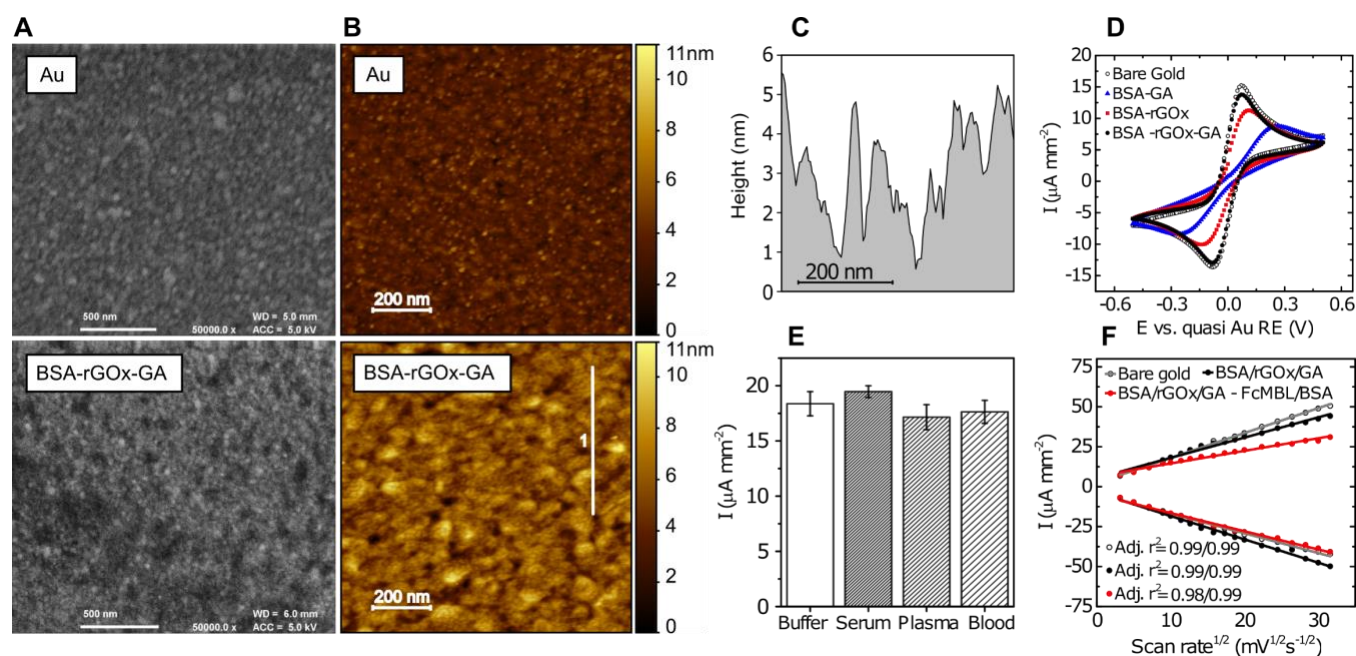 A
Au
500 nm
WD = 5.0 mm
50000.0 x
ACC = 5.0 kV
BSA-rGOx-GA
500 nm
WD = 6.0 mm
50000.0 x
ACC = 5.0 kV
B
Au
200 nm
11nm
10
8
6
4
2
0
BSA-rGOx-GA
1
200 nm
11nm
10
8
6
4
2
0
C
Height (nm)
6
5
4
3
2
1
0
200 nm
D
I (µA mm⁻²)
20
15
10
5
0
-5
-10
-15
Bare Gold
BSA-GA
BSA-rGOx
BSA -rGOx-GA
-0.6
-0.3
0.0
0.3
0.6
E vs. quasi Au RE (V)
E
I (µA mm⁻²)
20
15
10
5
0
Buffer Serum Plasma Blood
F
I (µA mm⁻²)
75
50
25
0
-25
-50
-75
Bare gold
BSA/rGOx/GA
BSA/rGOx/GA - FcMBL/BSA
Adj. r²= 0.99/0.99
Adj. r²= 0.99/0.99
Adj. r²= 0.98/0.99
0 5 10 15 20 25 30
Scan rate¹ᐟ² (mV¹ᐟ²s⁻¹ᐟ²)